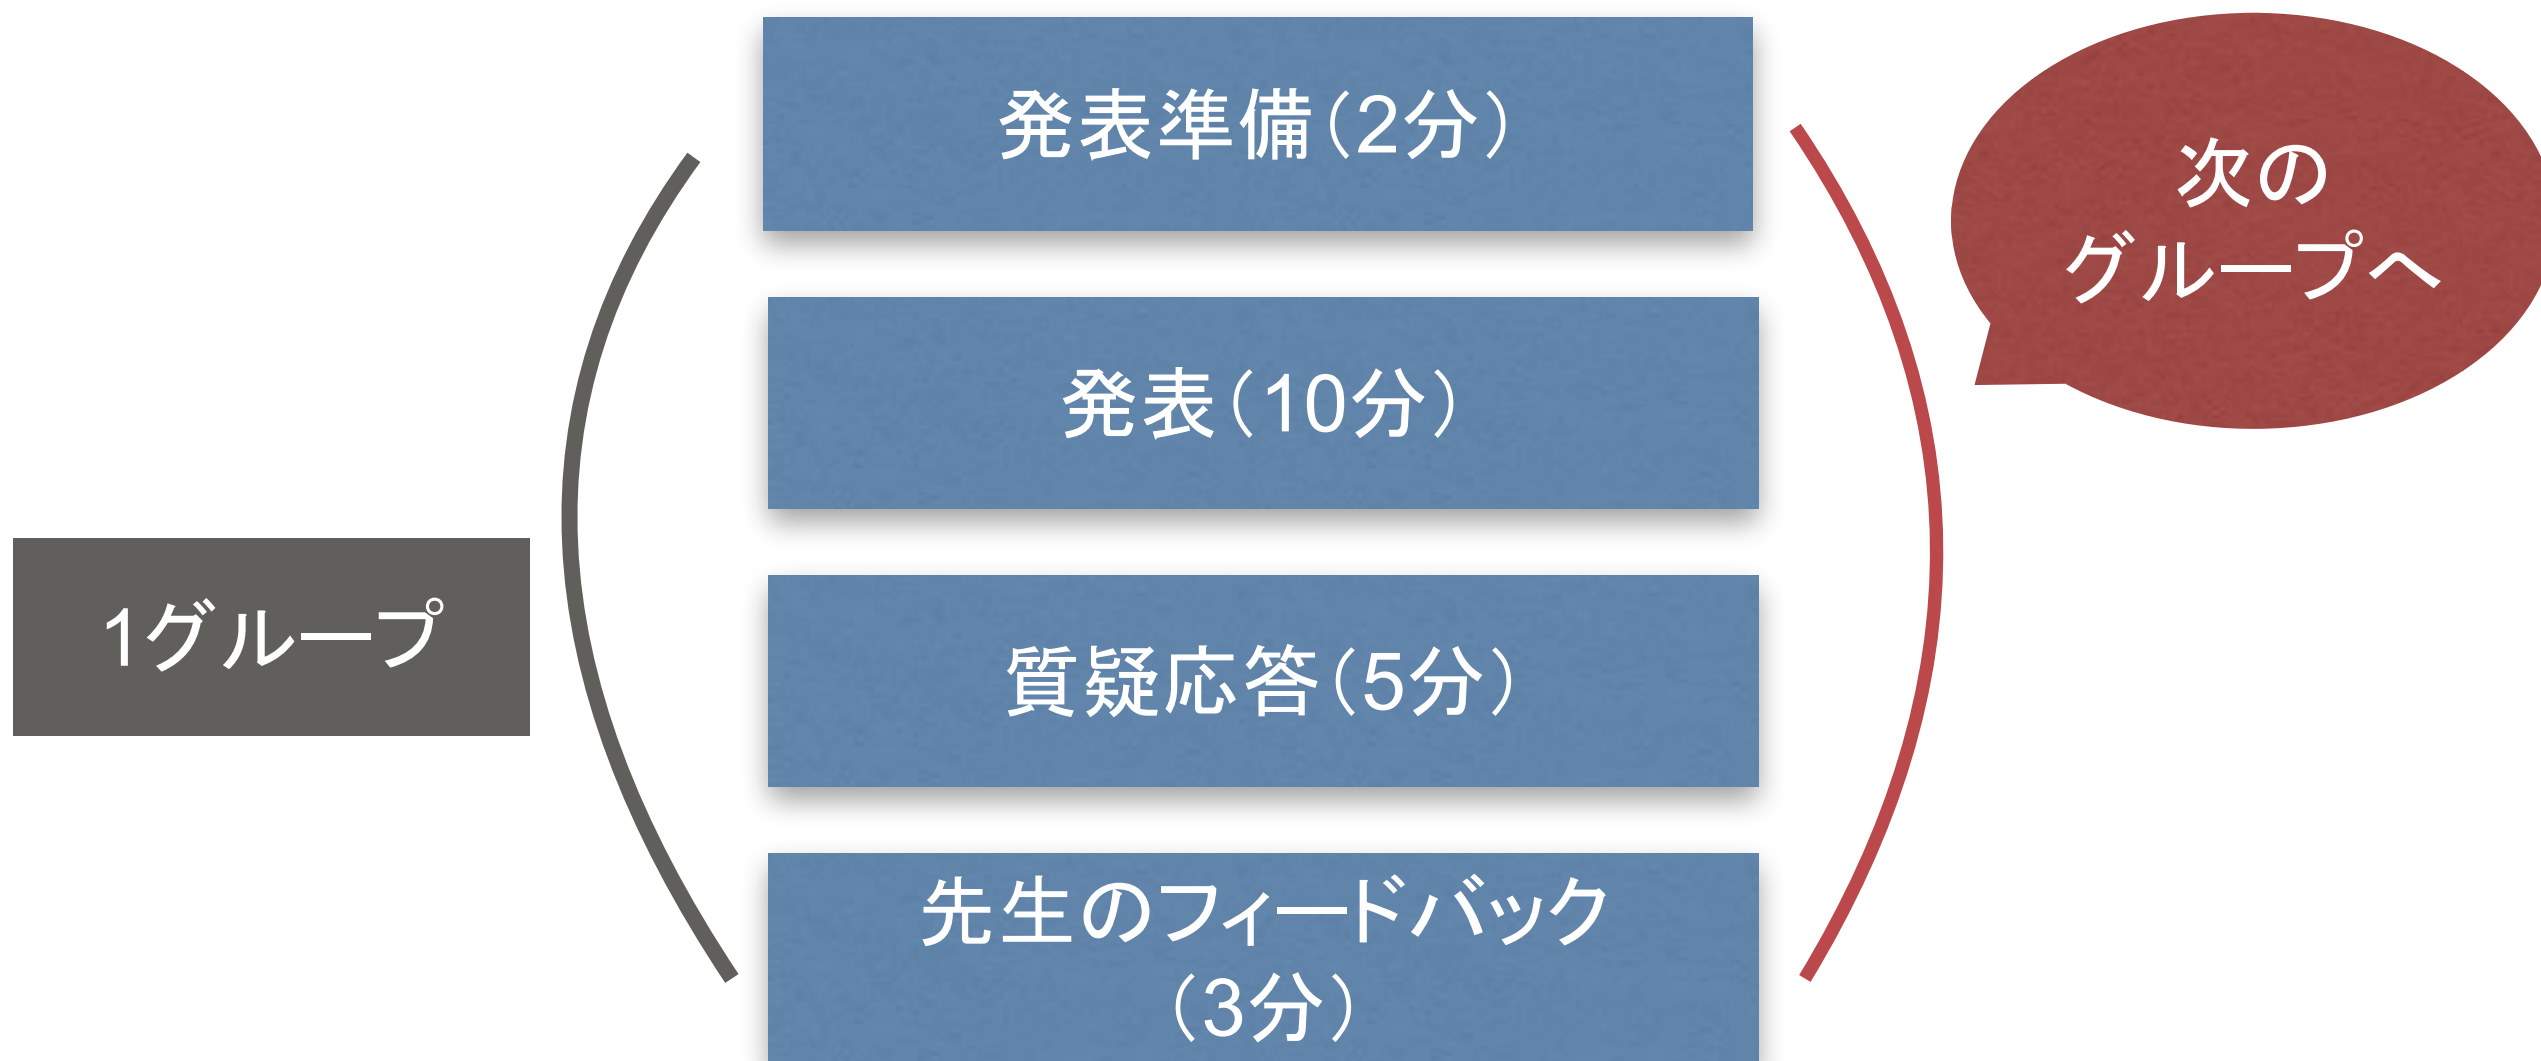 発表準備（2分）
次の
グループへ
発表（10分）
1グループ
質疑応答（5分）
先生のフィードバック
（3分）